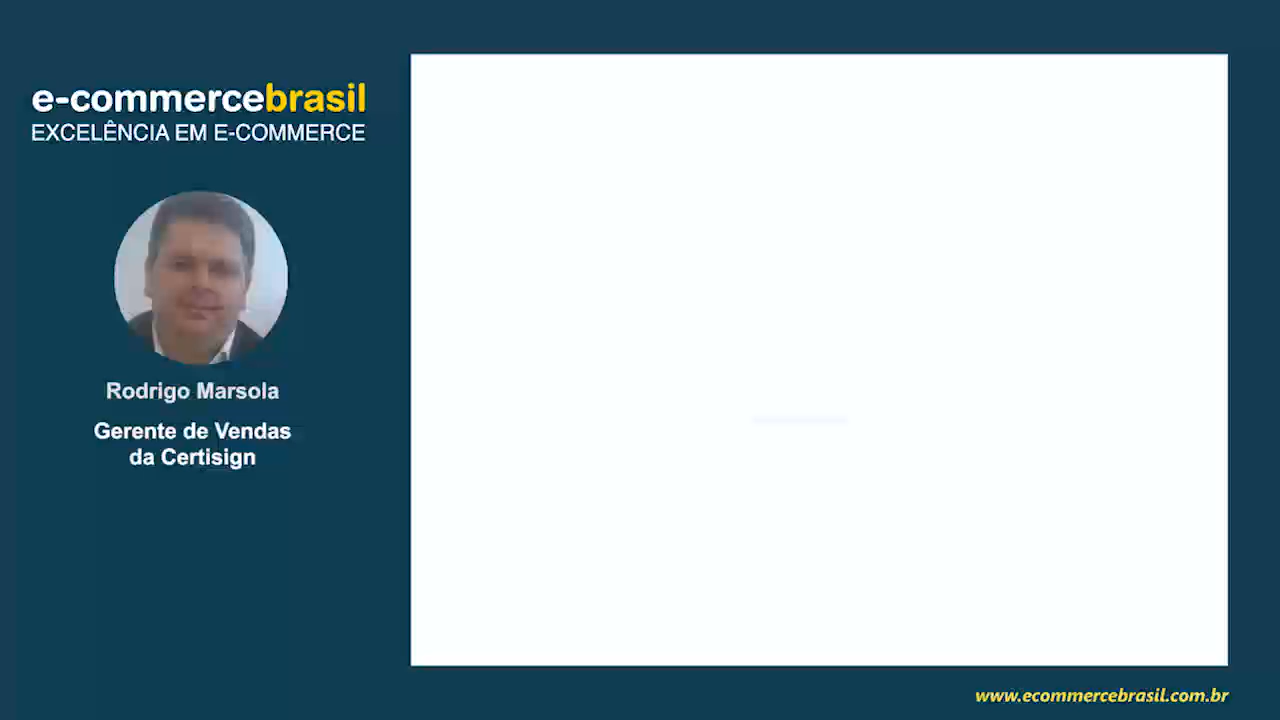 e-commercebrasil
EXCELÊNCIA EM E-COMMERCE
Rodrigo Marsola
Gerente de Vendas
da Certisign
www.ecommercebrasil.com.br